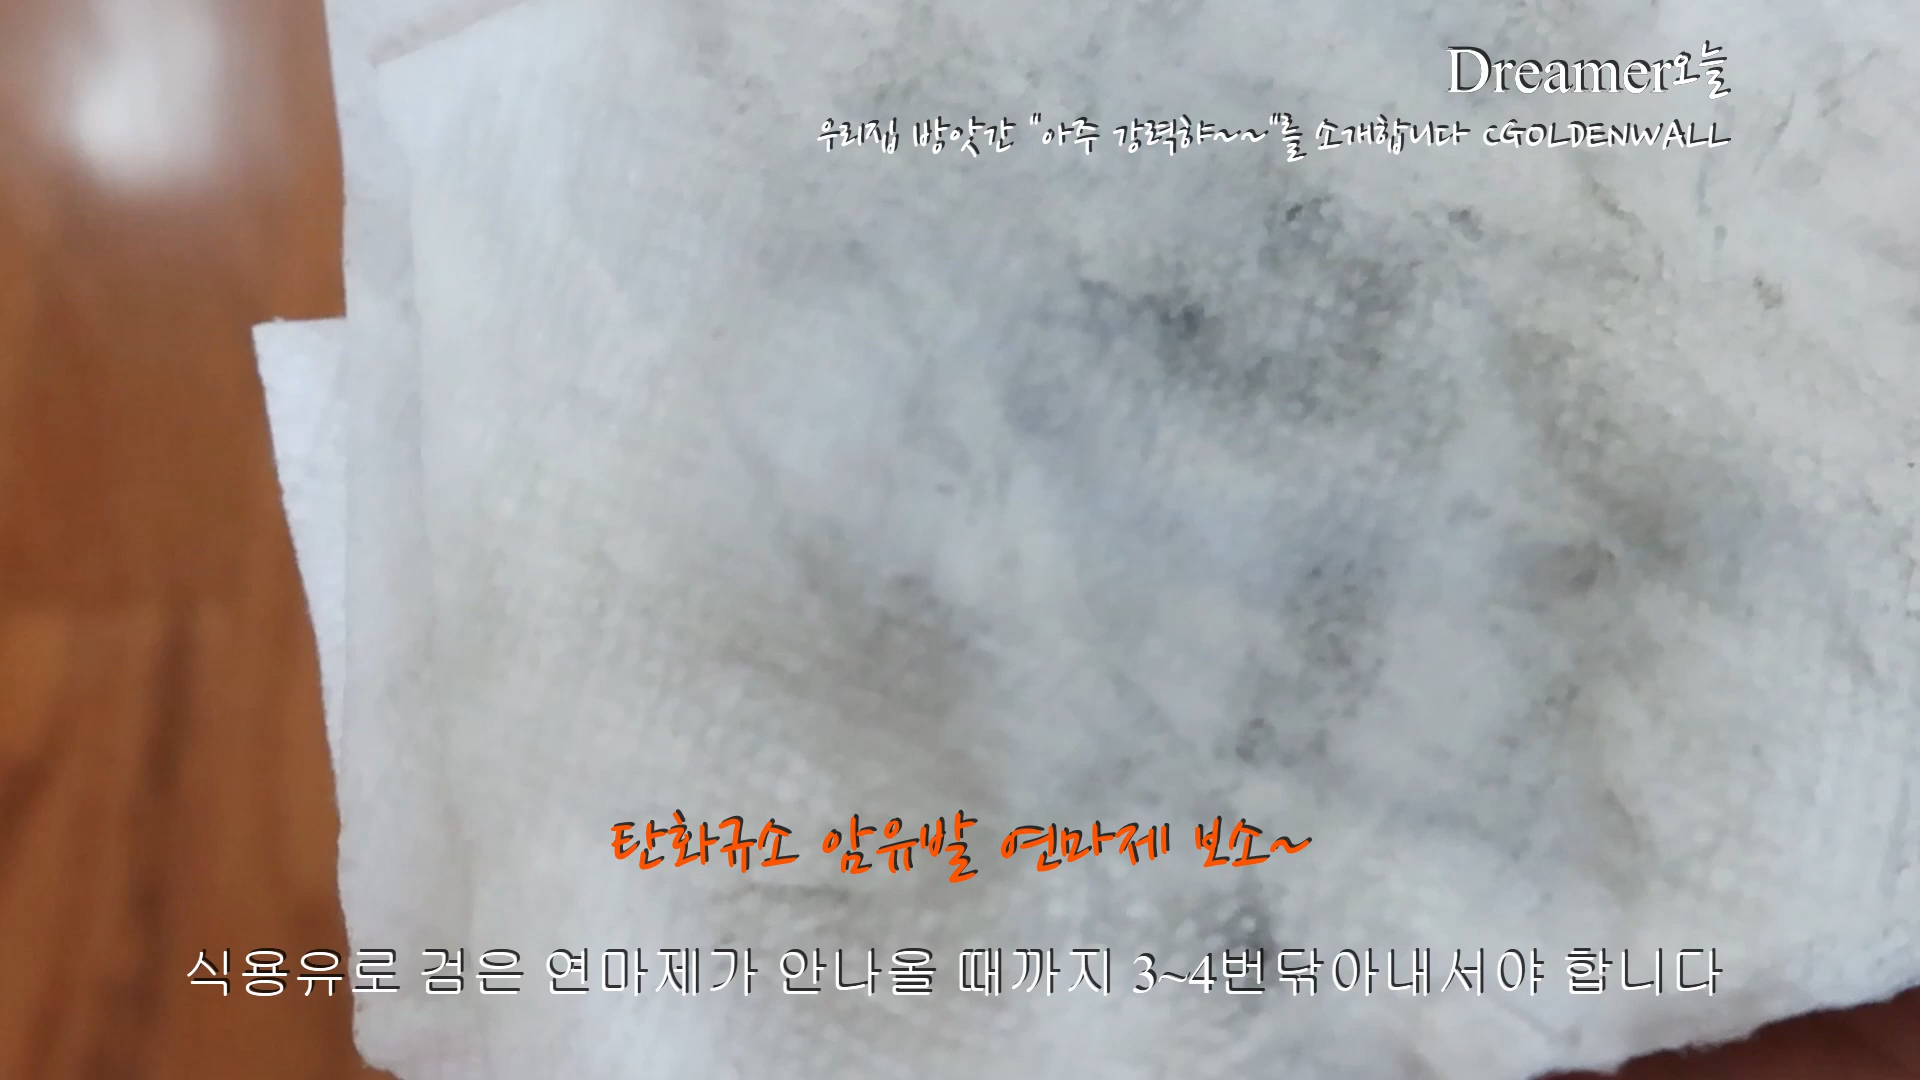 Dreamer오늘
우리집 방앗간 "아주 강력햐~~"를 소개합니다 cGOLDENWALL
탄화규소 암유발 연마제 보소~
식용유로 검은 연마제가 안나올 때까지 3~4번닦아내서야 합니다